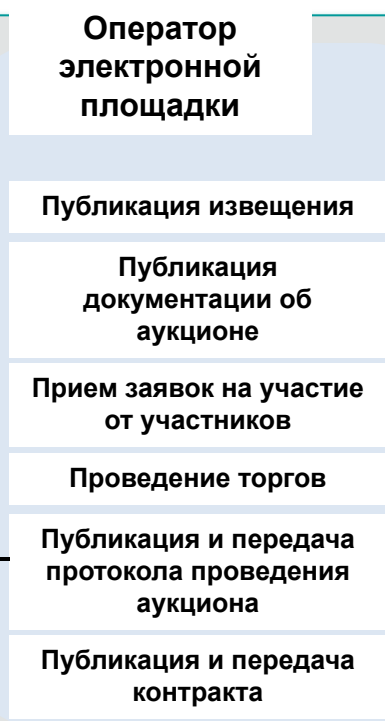 Оператор
электронной
площадки
Публикация извещения
Публикация
документации об
аукционе
Прием заявок на участие
от участников
Проведение торгов
Публикация и передача
протокола проведения
аукциона
Публикация и передача
контракта